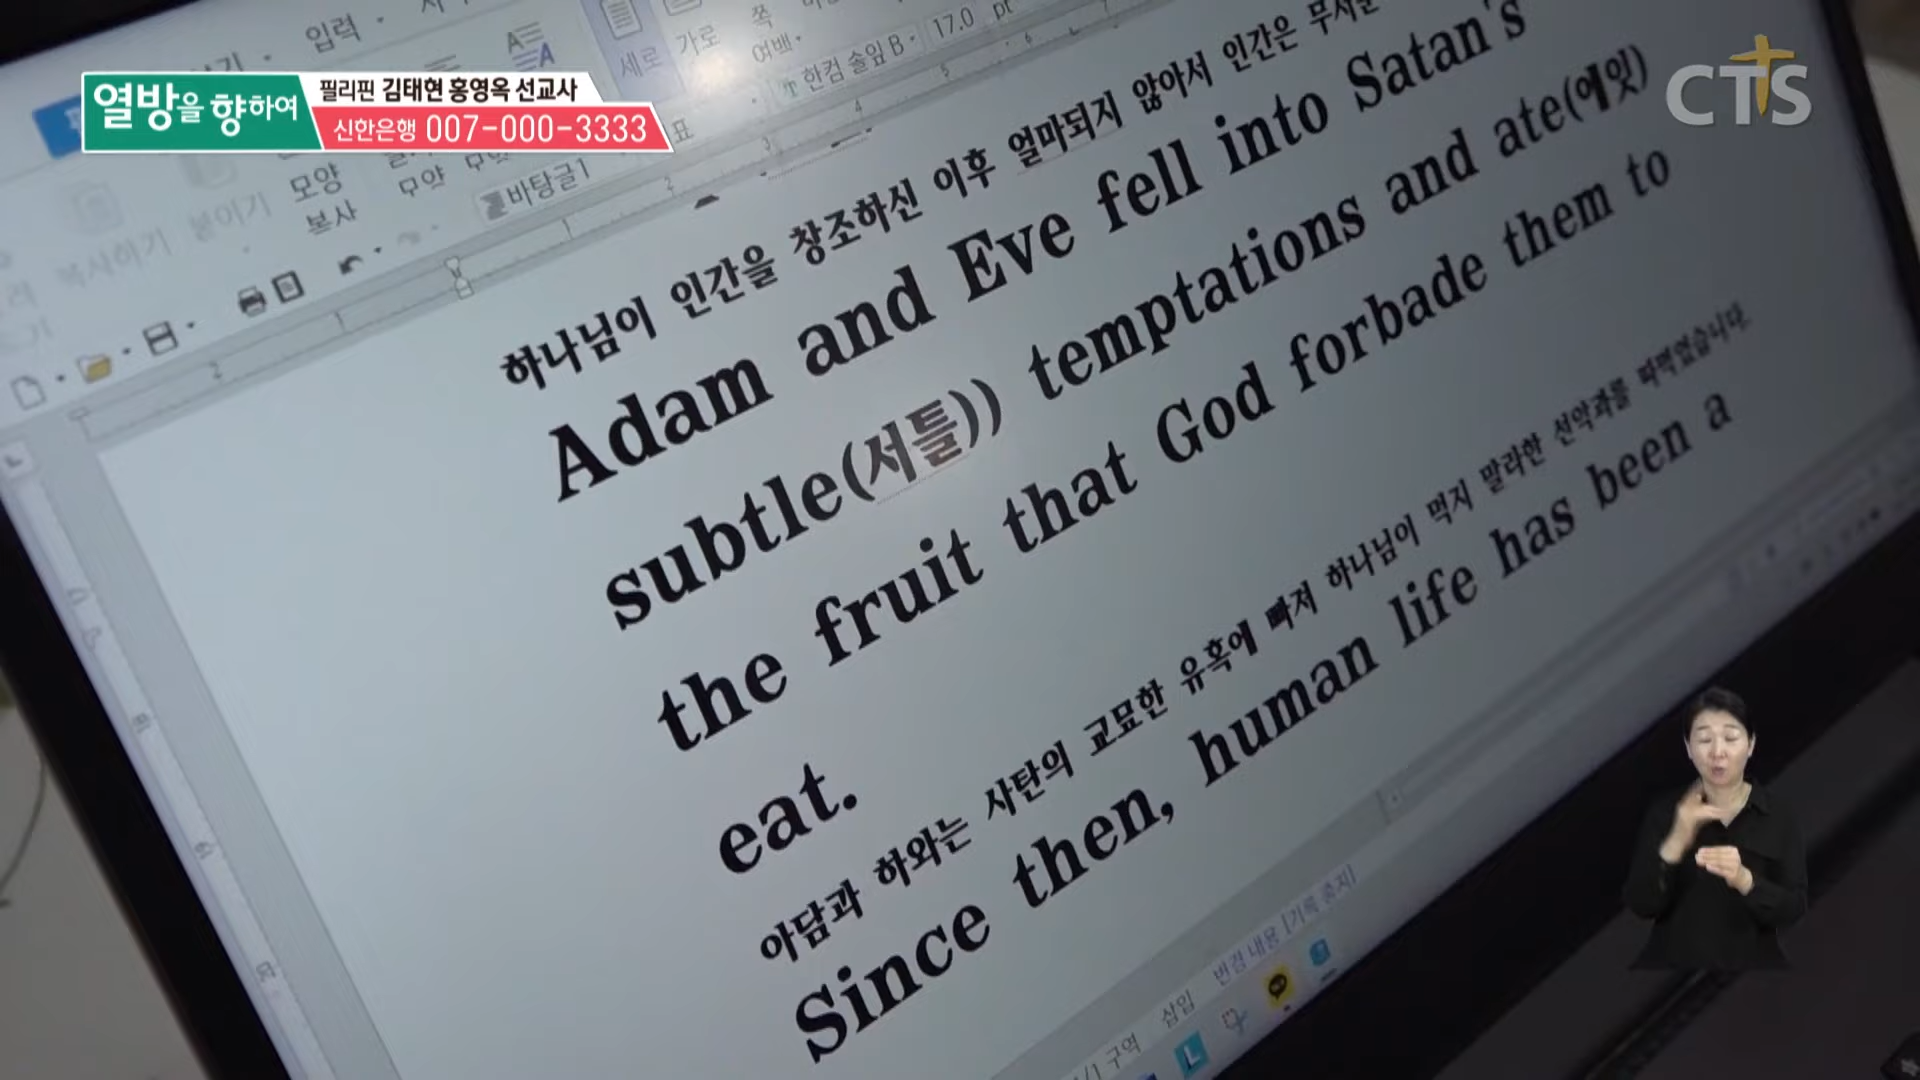 열방을 향하여
필리핀 김태현 홍영옥 선교사
신한은행 007-000-3333
CTS
입력
세로 가로
쪽
여백
한컴 솔잎 B 17.0 pt
복사하기 붙이기
모양
복사
바탕글1
표
하나님이 인간을 창조하신 이후 얼마되지 않아서 인간은
Adam and Eve fell into Satan's
subtle(서틀)) temptations and ate(에잇)
the fruit that God forbade them to
eat.
아담과 하와는 사탄의 교묘한 유혹에 빠져 하나님이 먹지 말라한 선악과를 따먹었습니다.
Since then, human life has been a
1/1 구역 삽입 변경 내용 [기록 중지]